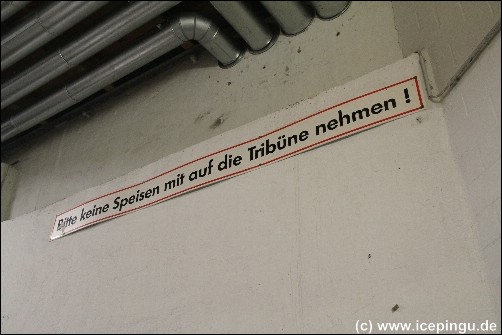 Bitte keine Speisen mit auf die Tribüne nehmen !
(c) www.icepingu.de